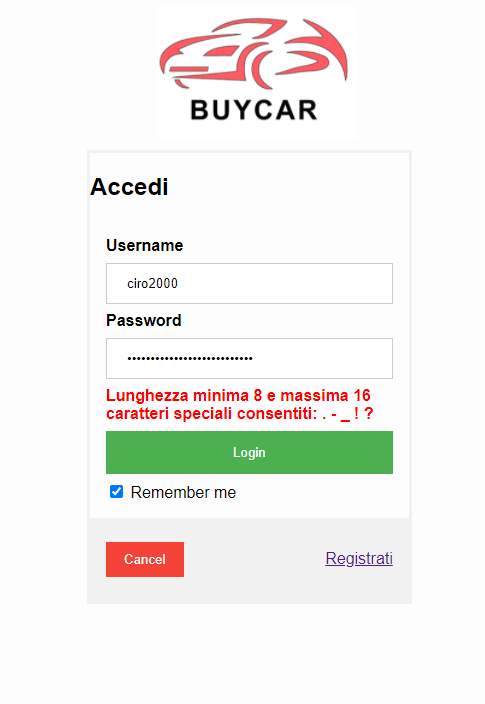 BUYCAR
Accedi
Username
ciro2000
Password
•••••••••••••••••••••••••••
Lunghezza minima 8 e massima 16
caratteri speciali consentiti: . - _ ! ?
Login
Remember me
Cancel
Registrati